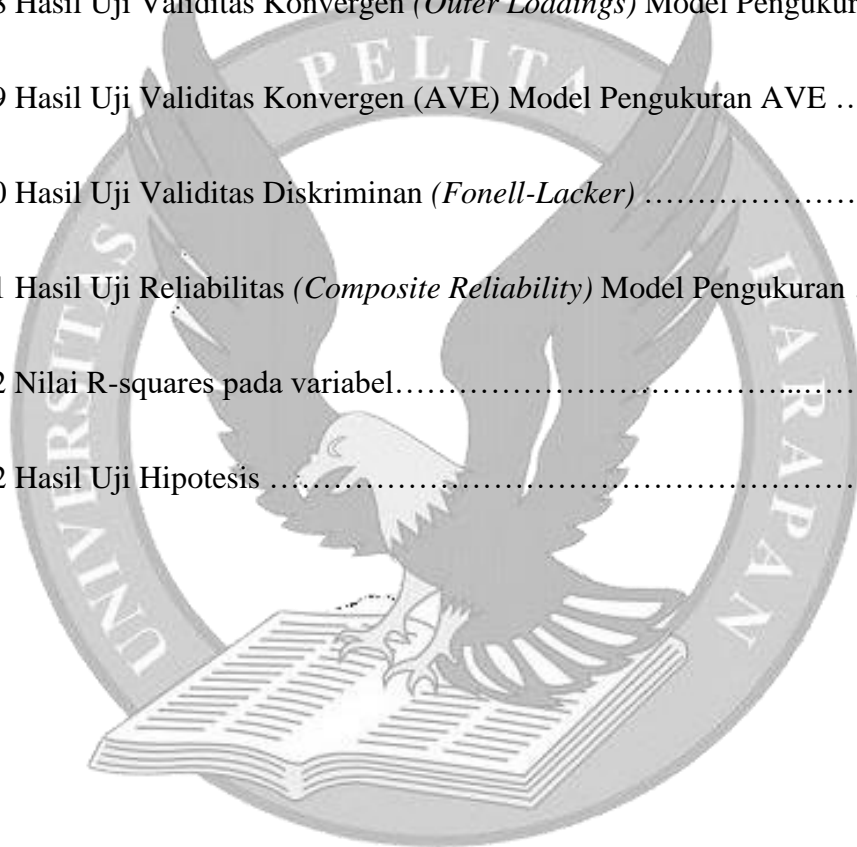 8 Hasil Uji Validitas Konvergen (Outer Loadings) Model Pengukur
9 Hasil Uji Validitas Konvergen (AVE) Model Pengukuran AVE …
0 Hasil Uji Validitas Diskriminan (Fonell-Lacker) ………………….
1 Hasil Uji Reliabilitas (Composite Reliability) Model Pengukuran .
2 Nilai R-squares pada variabel…………………………………….
2 Hasil Uji Hipotesis ……………………………………………….
UNIVERSITAS PELITA HARAPAN